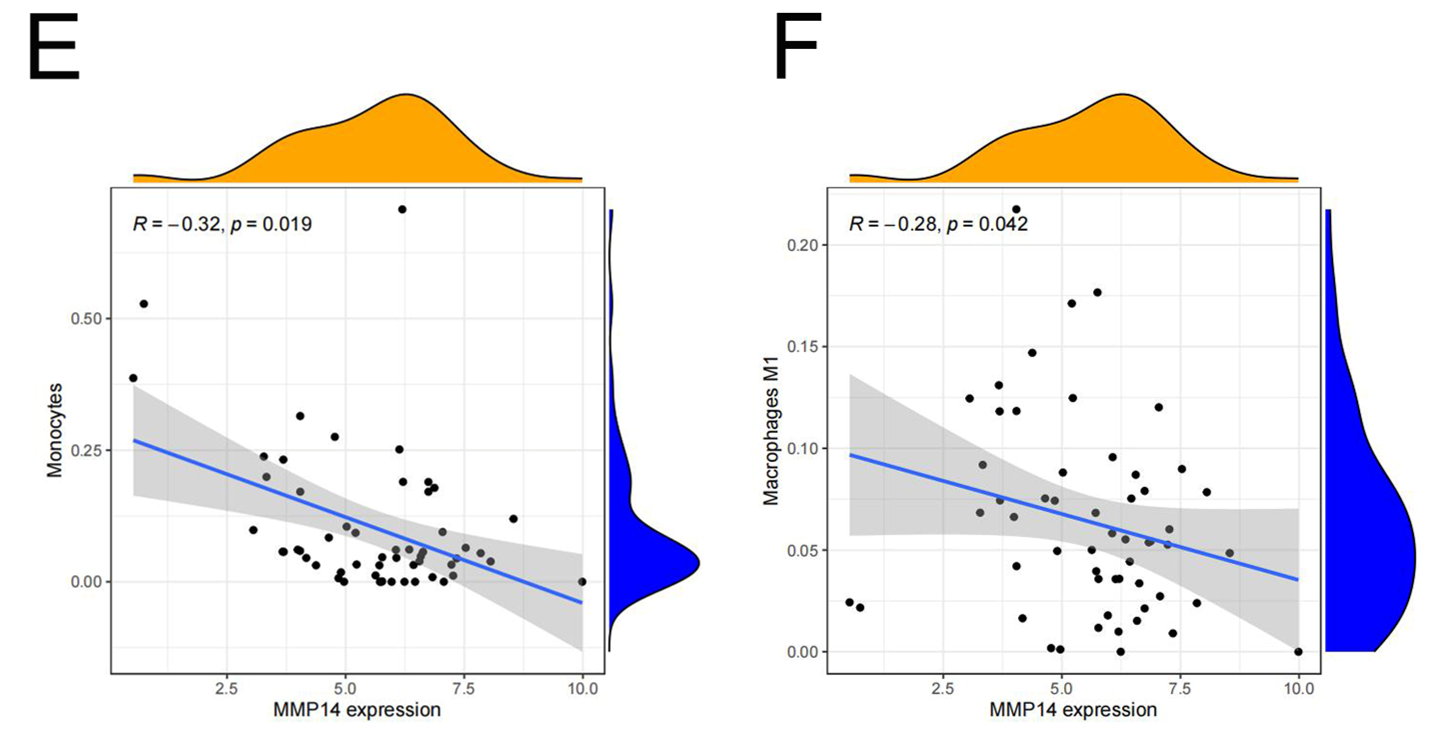 E
R = −0.32, p = 0.019
Monocytes
0.50
0.25
0.00
2.5 5.0 7.5 10.0
MMP14 expression
F
R = −0.28, p = 0.042
Macrophages M1
0.20
0.15
0.10
0.05
0.00
2.5 5.0 7.5 10.0
MMP14 expression